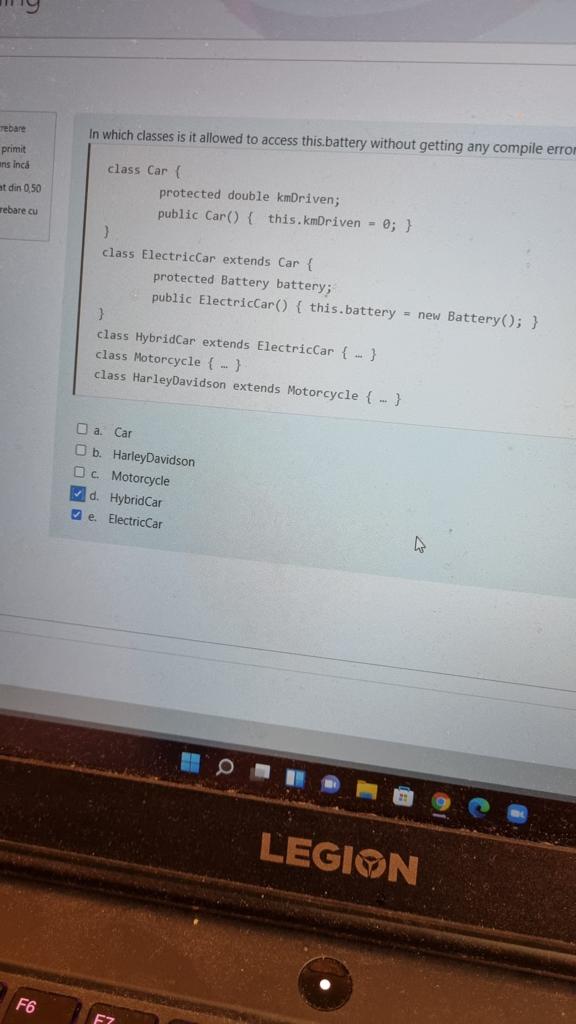 rebare
primit
ns încă
at din 0,50
rebare cu
In which classes is it allowed to access this.battery without getting any compile error
class Car {
protected double kmDriven;
public Car() { this.kmDriven = 0; }
}
class ElectricCar extends Car {
protected Battery battery;
public ElectricCar() { this.battery = new Battery(); }
}
class HybridCar extends ElectricCar { … }
class Motorcycle { … }
class HarleyDavidson extends Motorcycle { … }
a. Car
b. HarleyDavidson
c. Motorcycle
d. HybridCar
e. ElectricCar
LEGION
F6
F7